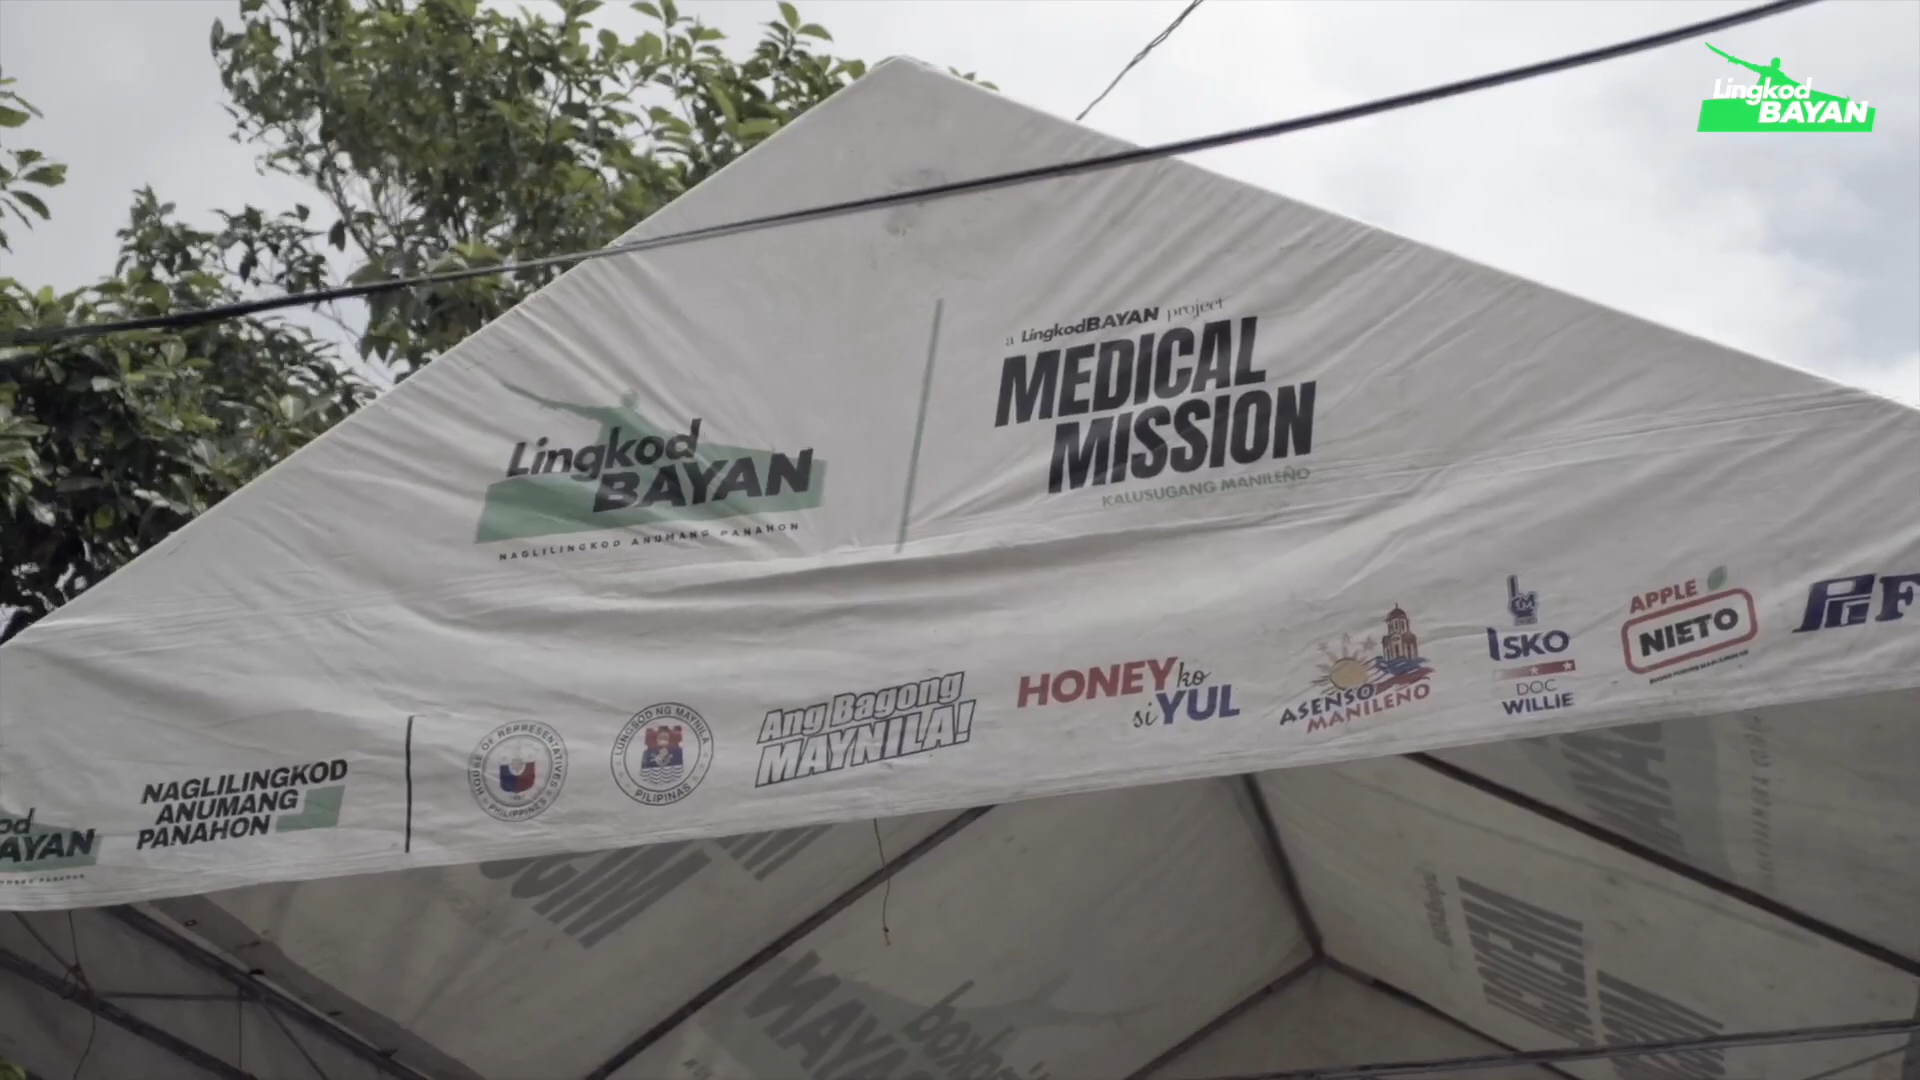 Lingkod
BAYAN
a LingkodBAYAN project
MEDICAL
MISSION
KALUSUGANG MANILEÑO
Lingkod
BAYAN
NAGLILINGKOD ANUMANG PANAHON
NAGLILINGKOD
ANUMANG
PANAHON
HOUSE OF REPRESENTATIVES
PHILIPPINES
LUNGSOD NG MAYNILA
PILIPINAS
Ang Bagong
MAYNILA!
HONEY ko
si YUL
ASENSO
MANILEÑO
ISKO
DOC
WILLIE
APPLE
NIETO
BAYAN
MEDICAL